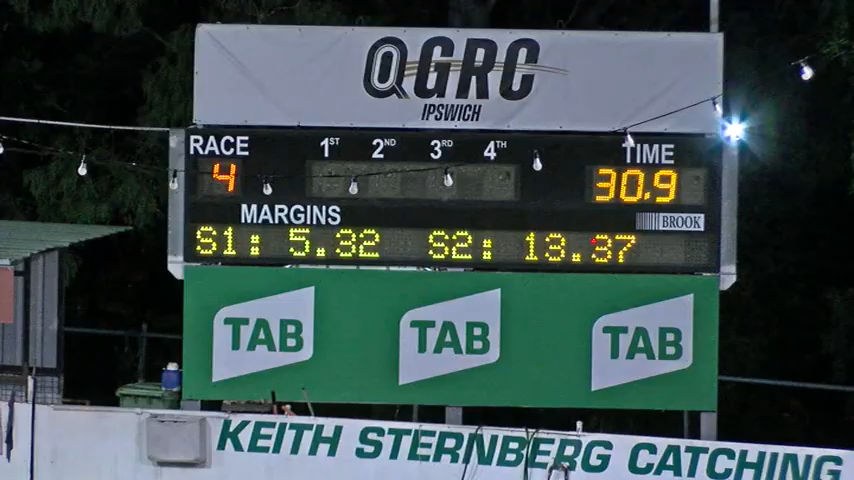 QGRC
IPSWICH
RACE 1ST 2ND 3RD 4TH TIME
4 30.9
MARGINS BROOK
S1: 5.32 S2: 13.37
TAB TAB TAB
KEITH STERNBERG CATCHING